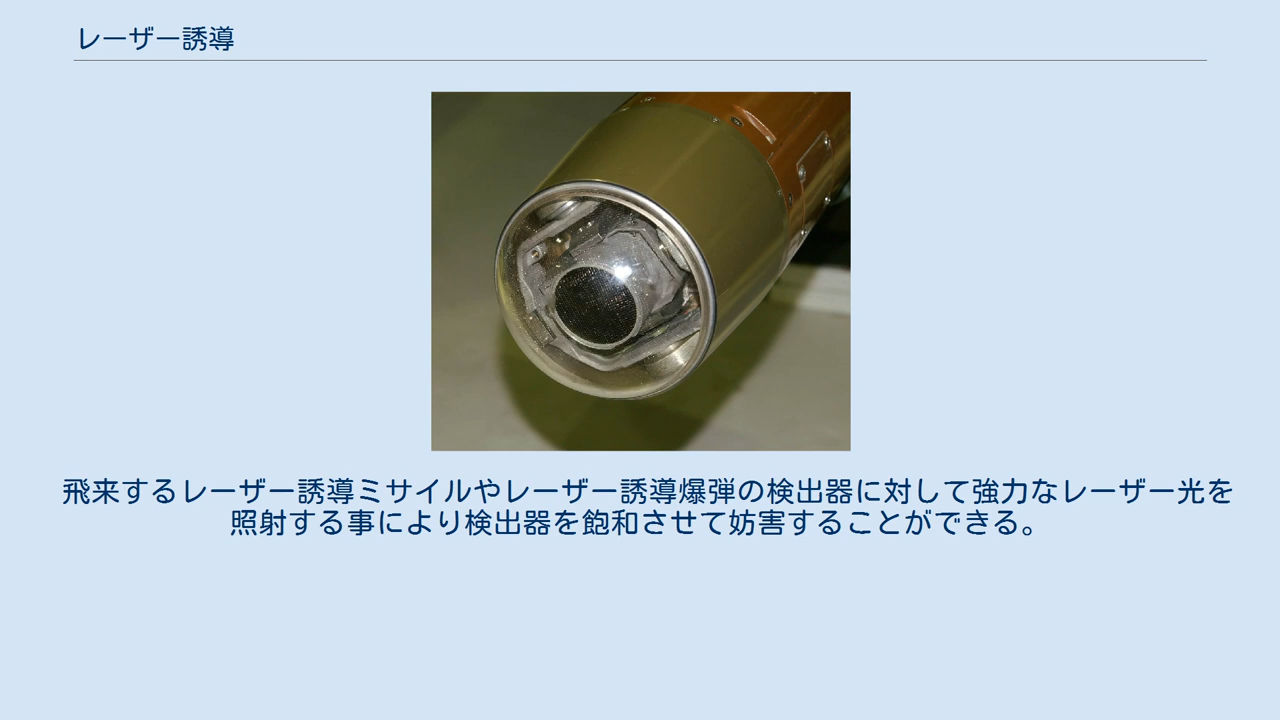 レーザー誘導
飛来するレーザー誘導ミサイルやレーザー誘導爆弾の検出器に対して強力なレーザー光を
照射する事により検出器を飽和させて妨害することができる。